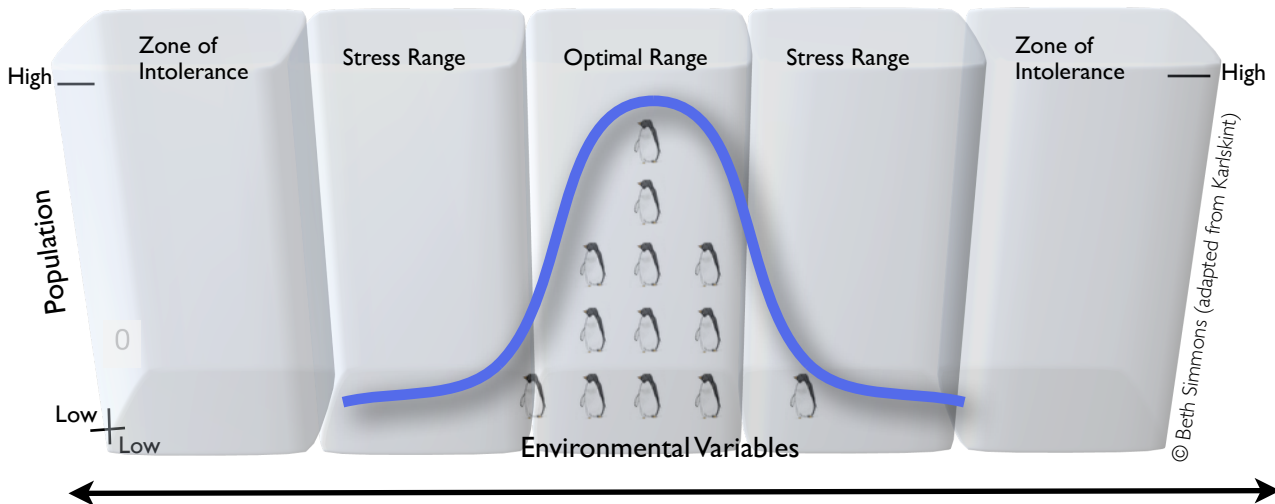 Zone of
Intolerance
Stress Range
Optimal Range
Stress Range
Zone of
Intolerance
High
High
Population
0
Low
Low
Environmental Variables
© Beth Simmons (adapted from Karlskint)